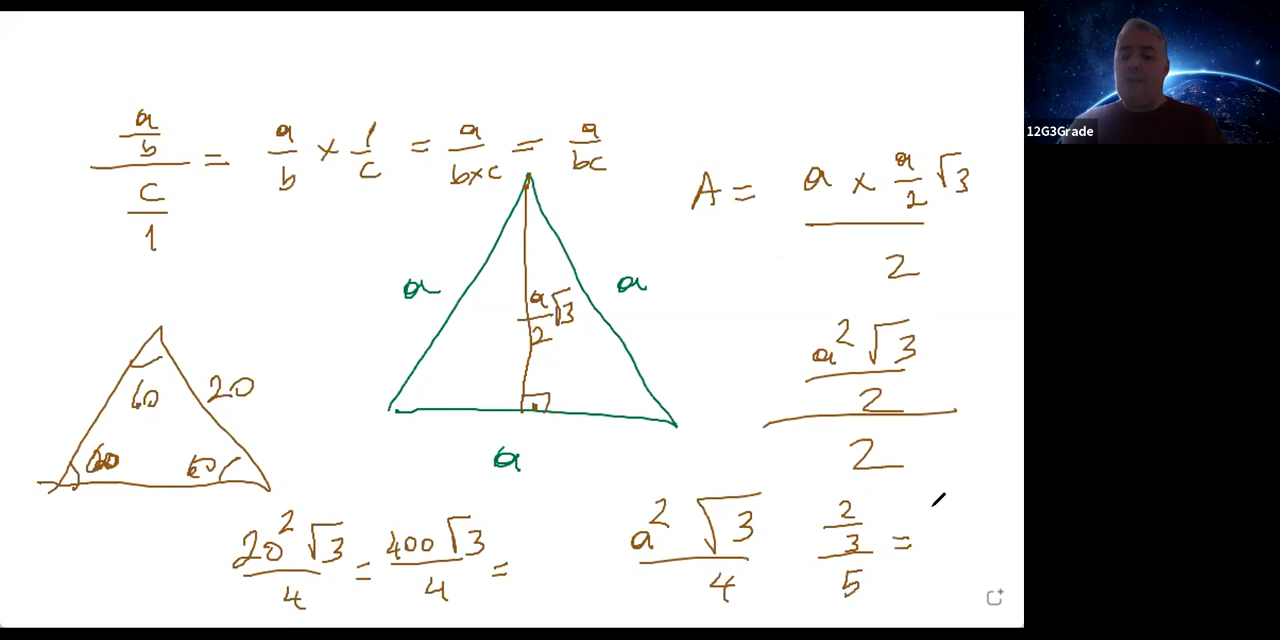 a/b / c/1 = a/b × 1/c = a/b×c = a/bc
12G3Grade
A = a × a/2 √3 / 2
a
a
a/2 √3
a² √3 / 2 / 2
60
20
60
60
a
20² √3 / 4 = 400 √3 / 4 =
a² √3 / 4
2/3 / 5 =